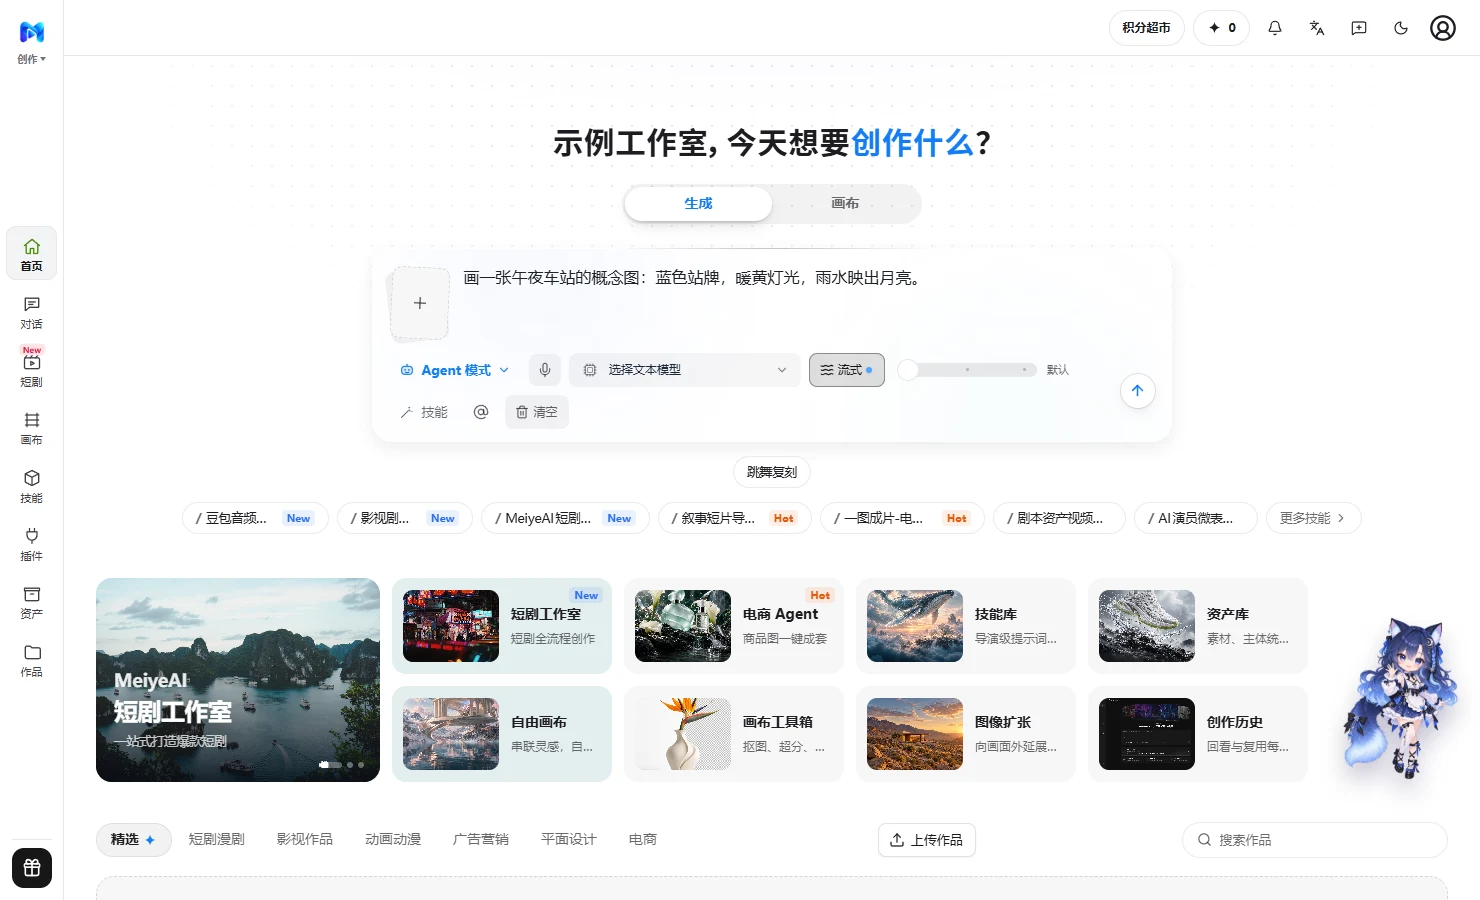 积分超市
0
创作
首页
对话
New
短剧
画布
技能
插件
资产
作品
示例工作室，今天想要创作什么？
生成
画布
画一张午夜车站的概念图：蓝色站牌，暖黄灯光，雨水映出月亮。
Agent 模式
选择文本模型
流式
默认
技能
清空
跳舞复刻
/ 豆包音频... New
/ 影视剧... New
/ MeiyeAI短剧... New
/ 叙事短片导... Hot
/ 一图成片-电... Hot
/ 剧本资产视频...
/ AI演员微表...
更多技能
MeiyeAI
短剧工作室
一站式打造爆款短剧
New
短剧工作室
短剧全流程创作
Hot
电商 Agent
商品图一键成套
技能库
导演级提示词...
资产库
素材、主体统...
自由画布
串联灵感，自...
画布工具箱
抠图、超分、...
图像扩张
向画面外延展...
创作历史
回看与复用每...
精选
短剧漫剧
影视作品
动画动漫
广告营销
平面设计
电商
上传作品
搜索作品